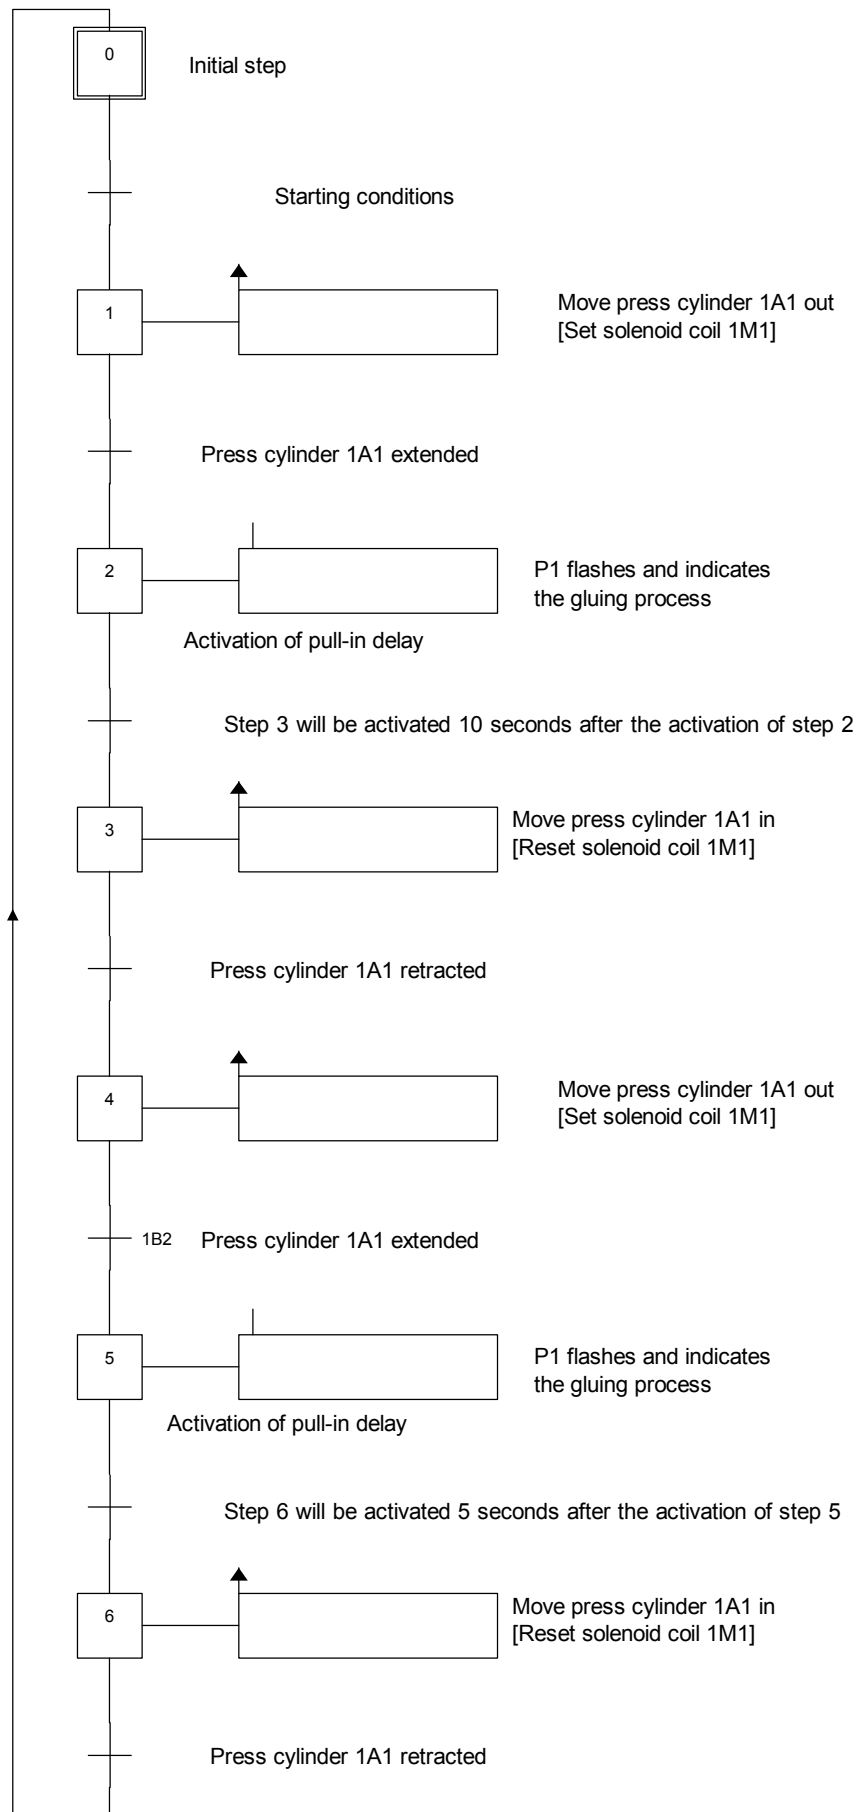 0
Initial step
Starting conditions
1
Move press cylinder 1A1 out
[Set solenoid coil 1M1]
Press cylinder 1A1 extended
2
P1 flashes and indicates
the gluing process
Activation of pull-in delay
Step 3 will be activated 10 seconds after the activation of step 2
3
Move press cylinder 1A1 in
[Reset solenoid coil 1M1]
Press cylinder 1A1 retracted
4
Move press cylinder 1A1 out
[Set solenoid coil 1M1]
1B2 Press cylinder 1A1 extended
5
P1 flashes and indicates
the gluing process
Activation of pull-in delay
Step 6 will be activated 5 seconds after the activation of step 5
6
Move press cylinder 1A1 in
[Reset solenoid coil 1M1]
Press cylinder 1A1 retracted